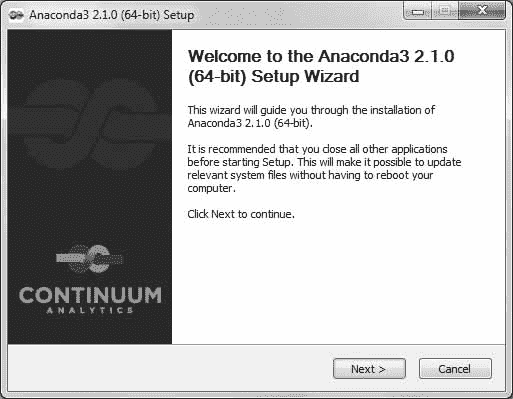 Anaconda3 2.1.0 (64-bit) Setup
Welcome to the Anaconda3 2.1.0
(64-bit) Setup Wizard
This wizard will guide you through the installation of
Anaconda3 2.1.0 (64-bit).
It is recommended that you close all other applications
before starting Setup. This will make it possible to update
relevant system files without having to reboot your
computer.
Click Next to continue.
CONTINUUM
ANALYTICS
Next >
Cancel